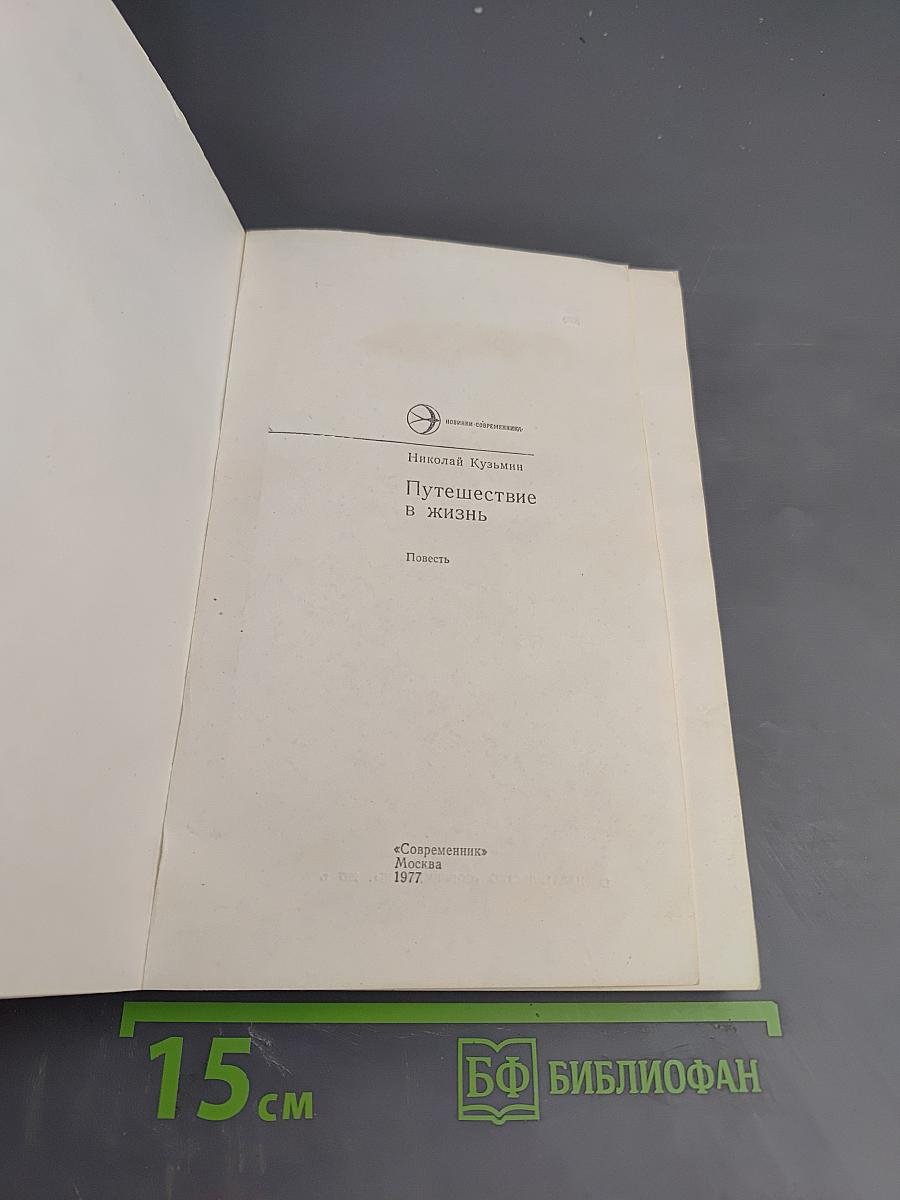 НОВИНКИ «СОВРЕМЕННИКА»
Николай Кузьмин
Путешествие
в жизнь
Повесть
«Современник»
Москва
1977
15 см
БФ БИБЛИОФАН